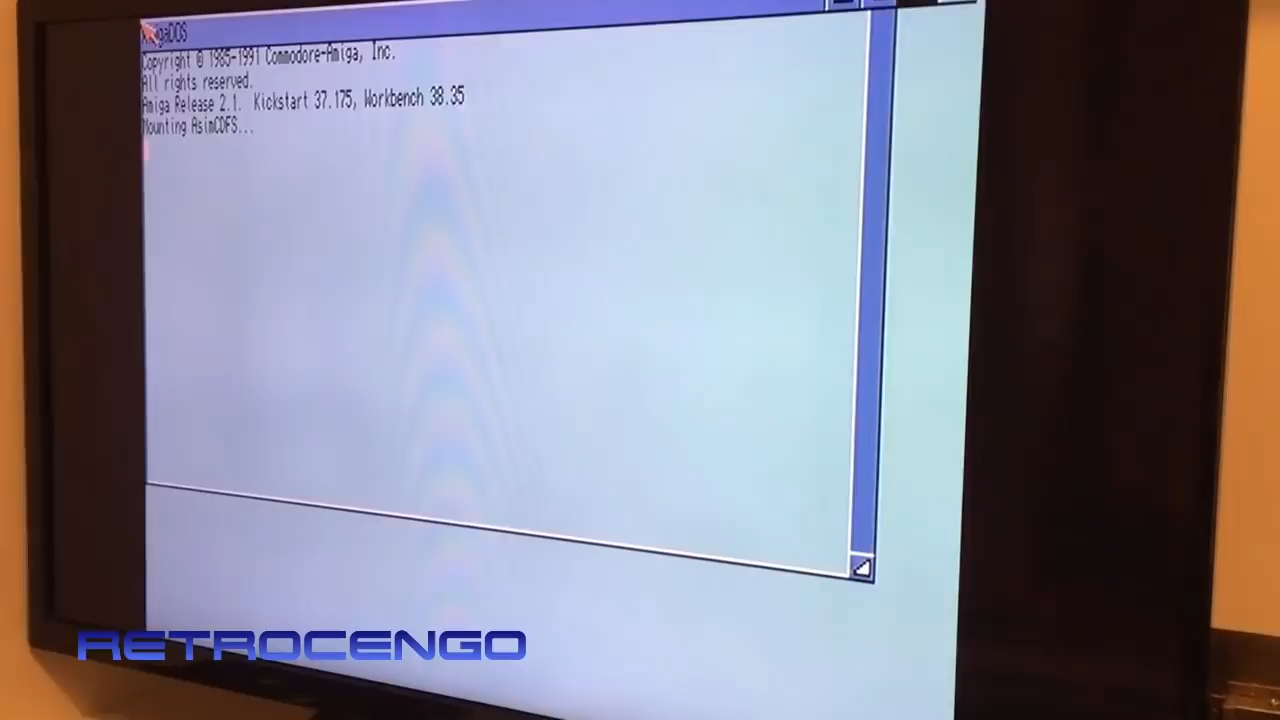 AmigaDOS
Copyright © 1985-1991 Commodore-Amiga, Inc.
All rights reserved.
Amiga Release 2.1. Kickstart 37.175, Workbench 38.35
Mounting AsimCDFS...
RETROCENGO